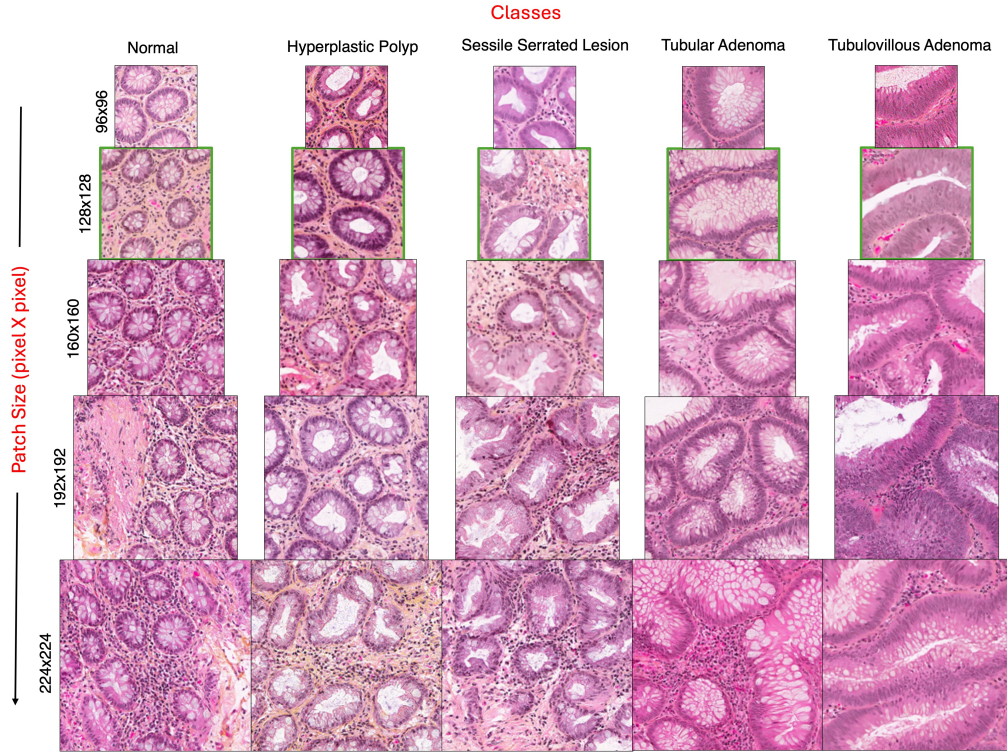 Classes
Normal
Hyperplastic Polyp
Sessile Serrated Lesion
Tubular Adenoma
Tubulovillous Adenoma
Patch Size (pixel X pixel)
96x96
128x128
160x160
192x192
224x224